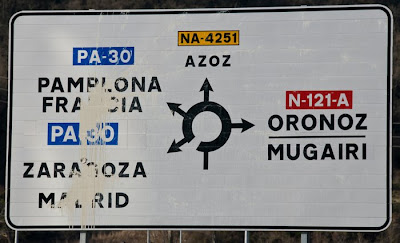 NA-4251
AZOZ
PA-30
PAMPLONA
FRANCIA
PA-30
ZARAGOZA
MADRID
N-121-A
ORONOZ
MUGAIRI